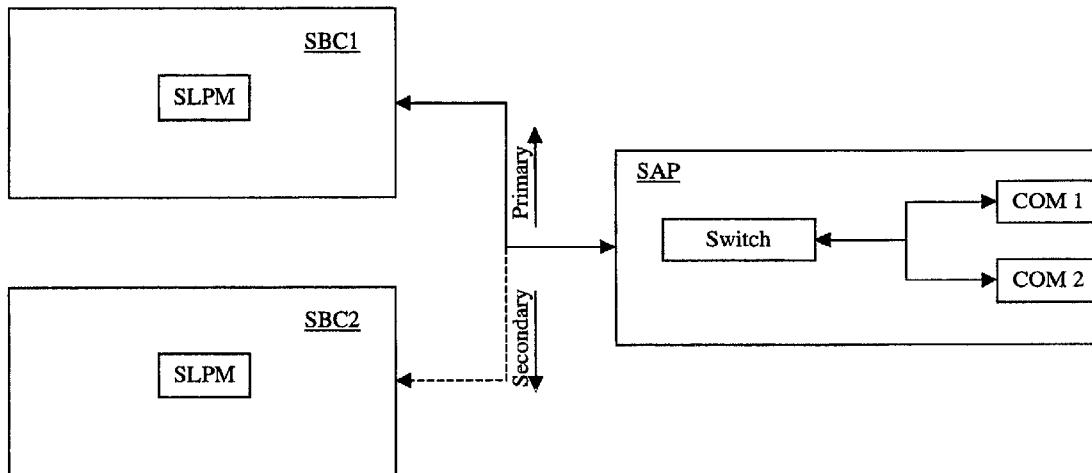 SBC1
SLPM
Primary
SAP
COM 1
Switch
COM 2
SBC2
Secondary
SLPM